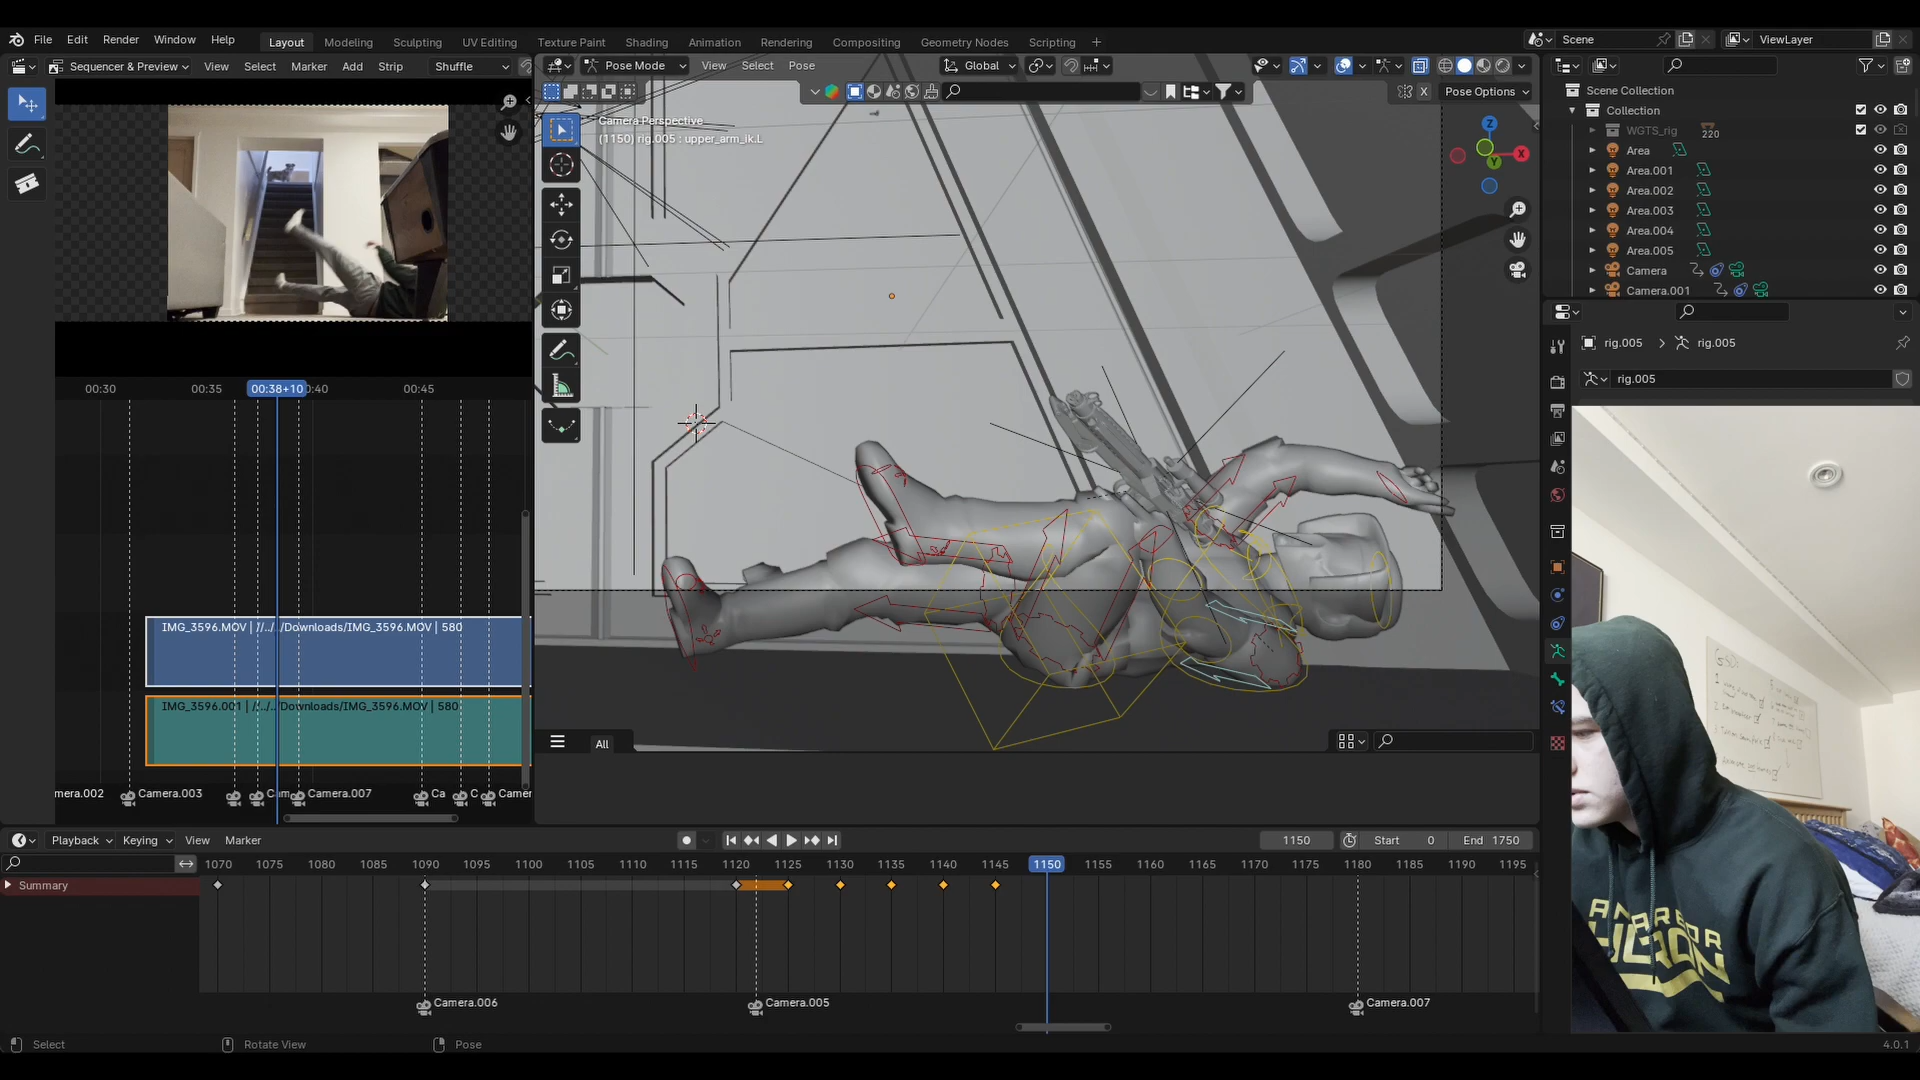 File Edit Render Window Help
Layout Modeling Sculpting UV Editing Texture Paint Shading Animation Rendering Compositing Geometry Nodes Scripting +
Scene
ViewLayer
Sequencer & Preview View Select Marker Add Strip Shuffle
Pose Mode View Select Pose Global
X Pose Options
Camera Perspective
(1150) rig.005 : upper_arm_ik.L
Z
X
Y
Scene Collection
Collection
WGTS_rig 220
Area
Area.001
Area.002
Area.003
Area.004
Area.005
Camera
Camera.001
rig.005 > rig.005
rig.005
00:30 00:35 00:38+10 0:40 00:45
IMG_3596.MOV | //../../Downloads/IMG_3596.MOV | 580
IMG_3596.001 | //../../Downloads/IMG_3596.MOV | 580
mera.002 Camera.003 Cam Camera.007 Ca C Camer
All
Playback Keying View Marker
1150 Start 0 End 1750
1070 1075 1080 1085 1090 1095 1100 1105 1110 1115 1120 1125 1130 1135 1140 1145 1150 1155 1160 1165 1170 1175 1180 1185 1190 1195
Summary
Camera.006 Camera.005 Camera.007
Select Rotate View Pose
4.0.1